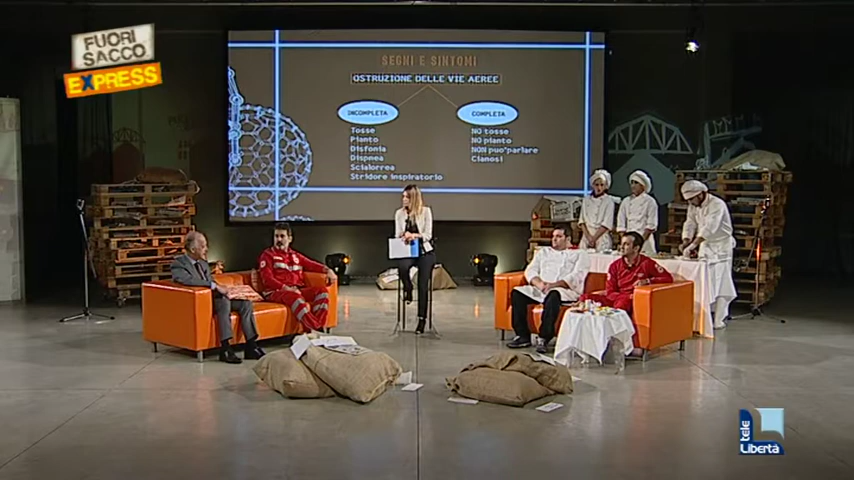 FUORI
SACCO
EXPRESS
SEGNI E SINTOMI
OSTRUZIONE DELLE VIE AEREE
INCOMPLETA
COMPLETA
Tosse
Pianto
Disfonia
Dispnea
Scialorrea
Stridore inspiratorio
NO tosse
NO pianto
NON puo'parlare
Cianosi
tele
Libertà